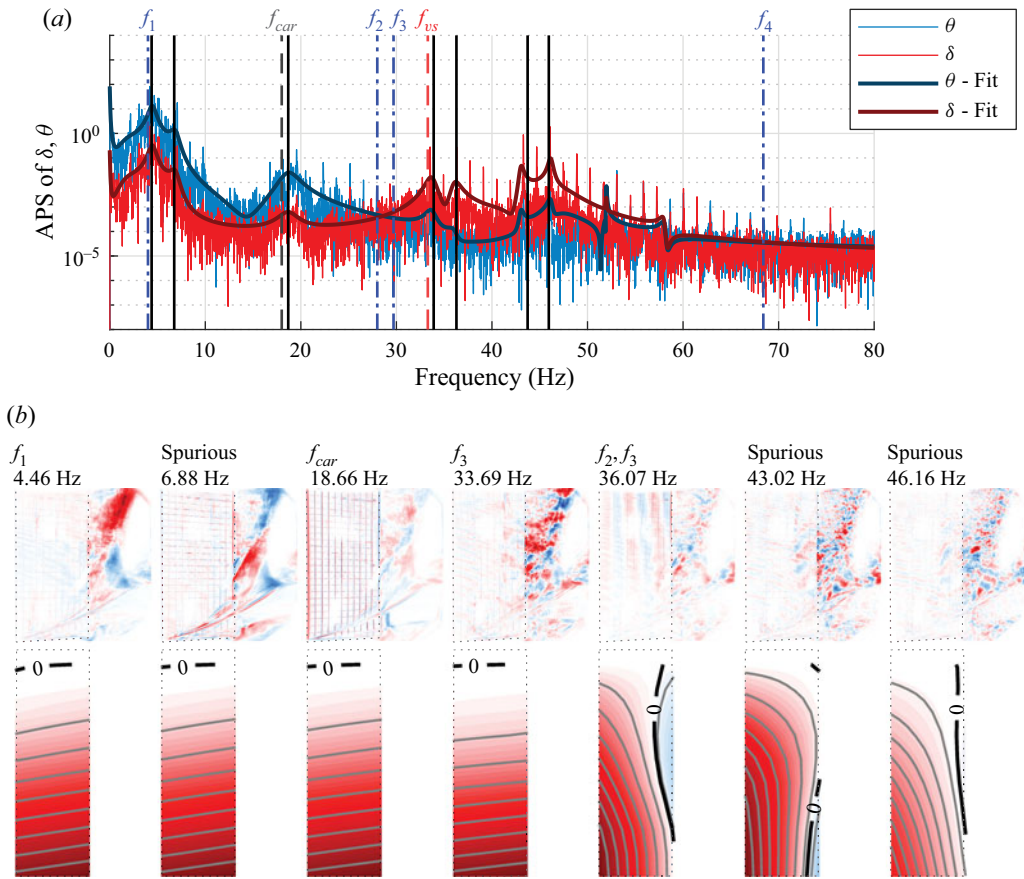 (a)
f1 fcar f2 f3 fvs f4
θ
δ
θ - Fit
δ - Fit
APS of δ, θ
10^0
10^-5
0 10 20 30 40 50 60 70 80
Frequency (Hz)
(b)
f1 Spurious fcar f3 f2, f3 Spurious Spurious
4.46 Hz 6.88 Hz 18.66 Hz 33.69 Hz 36.07 Hz 43.02 Hz 46.16 Hz
0 0 0 0 0 0 0